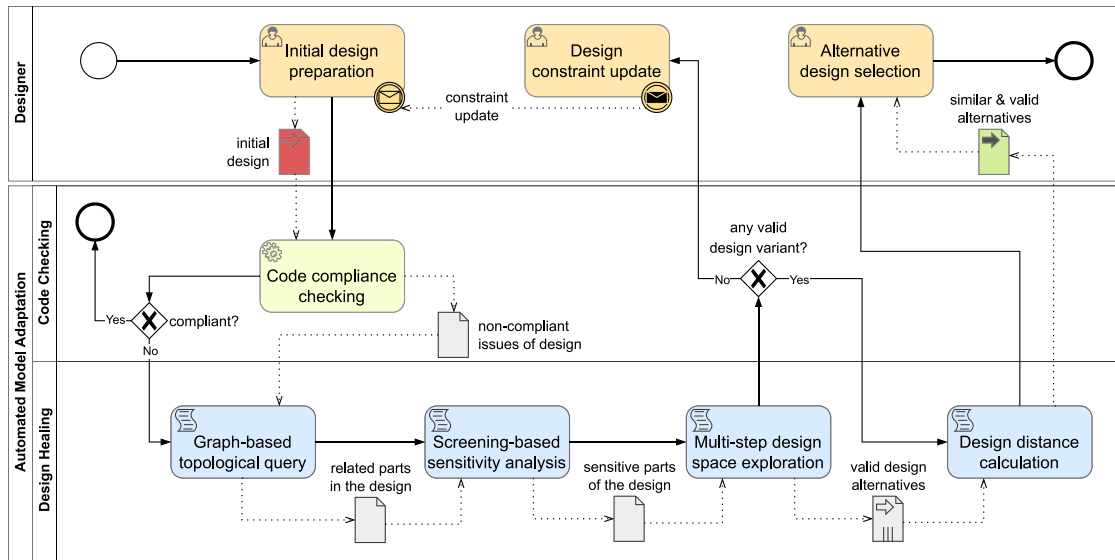 Designer
Initial design
preparation
Design
constraint update
Alternative
design selection
constraint
update
similar & valid
alternatives
initial
design
Automated Model Adaptation
Code Checking
any valid
design variant?
Code compliance
checking
No
Yes
Yes
compliant?
No
non-compliant
issues of design
Design Healing
Graph-based
topological query
Screening-based
sensitivity analysis
Multi-step design
space exploration
Design distance
calculation
related parts
in the design
sensitive parts
of the design
valid design
alternatives